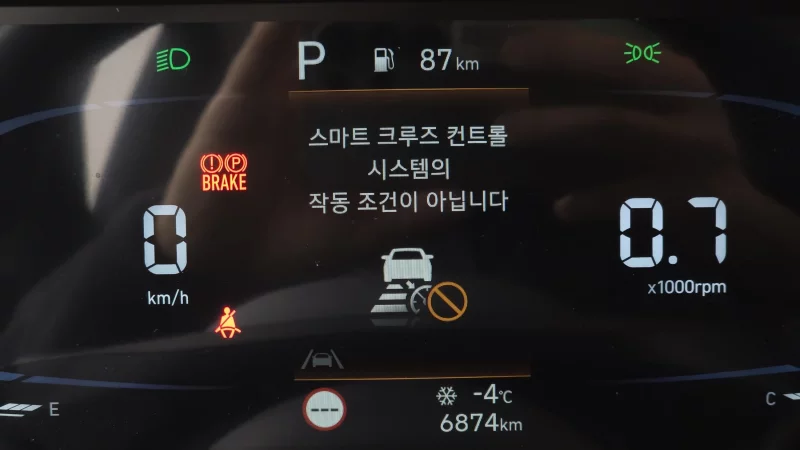 P 87km
스마트 크루즈 컨트롤
시스템의
작동 조건이 아닙니다
(!) (P)
BRAKE
0
km/h
0.7
x1000rpm
---
-4℃
6874km
E
C